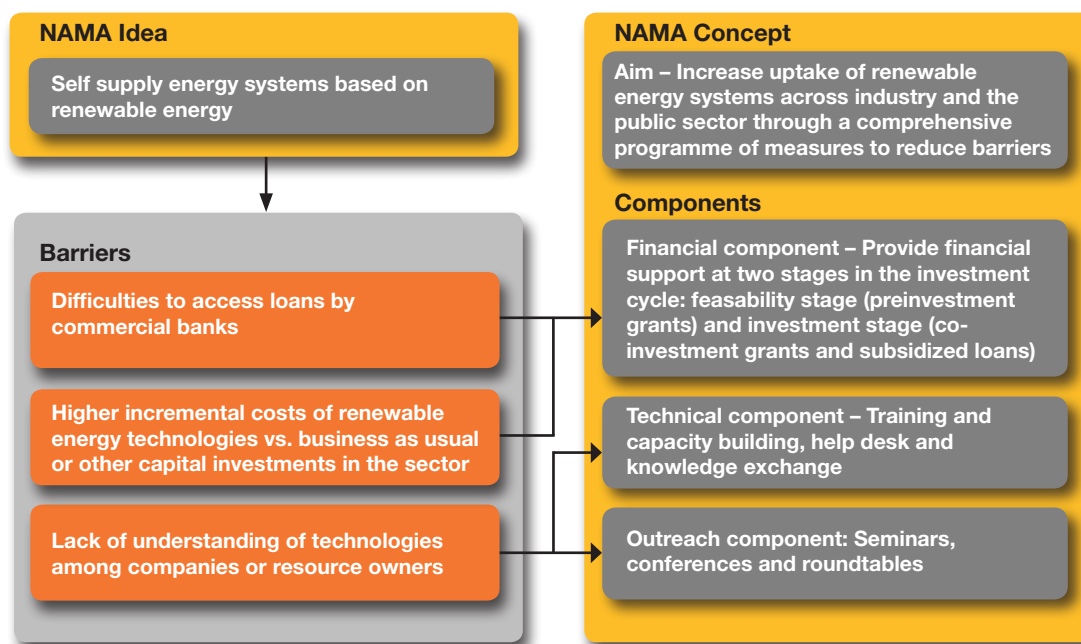 NAMA Idea
Self supply energy systems based on
renewable energy
Barriers
Difficulties to access loans by
commercial banks
Higher incremental costs of renewable
energy technologies vs. business as usual
or other capital investments in the sector
Lack of understanding of technologies
among companies or resource owners
NAMA Concept
Aim – Increase uptake of renewable
energy systems across industry and the
public sector through a comprehensive
programme of measures to reduce barriers
Components
Financial component – Provide financial
support at two stages in the investment
cycle: feasability stage (preinvestment
grants) and investment stage (co-
investment grants and subsidized loans)
Technical component – Training and
capacity building, help desk and
knowledge exchange
Outreach component: Seminars,
conferences and roundtables